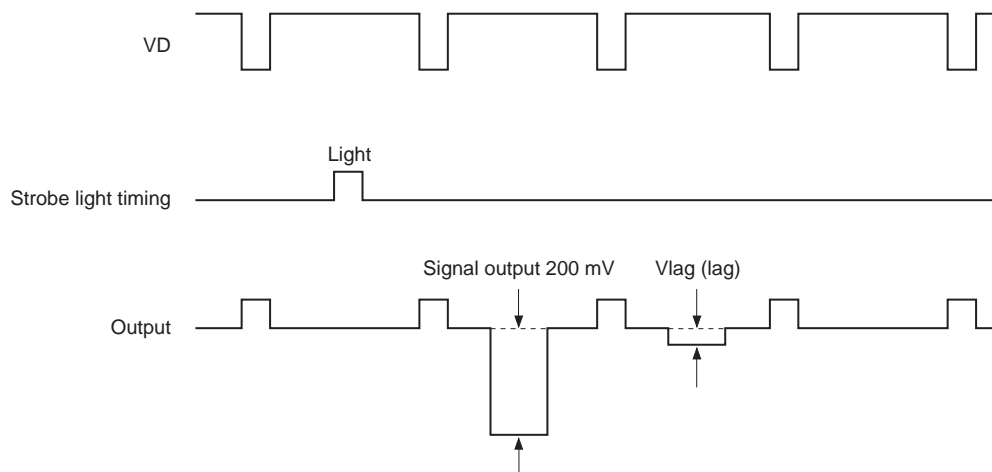 VD
Light
Strobe light timing
Signal output 200 mV
Vlag (lag)
Output